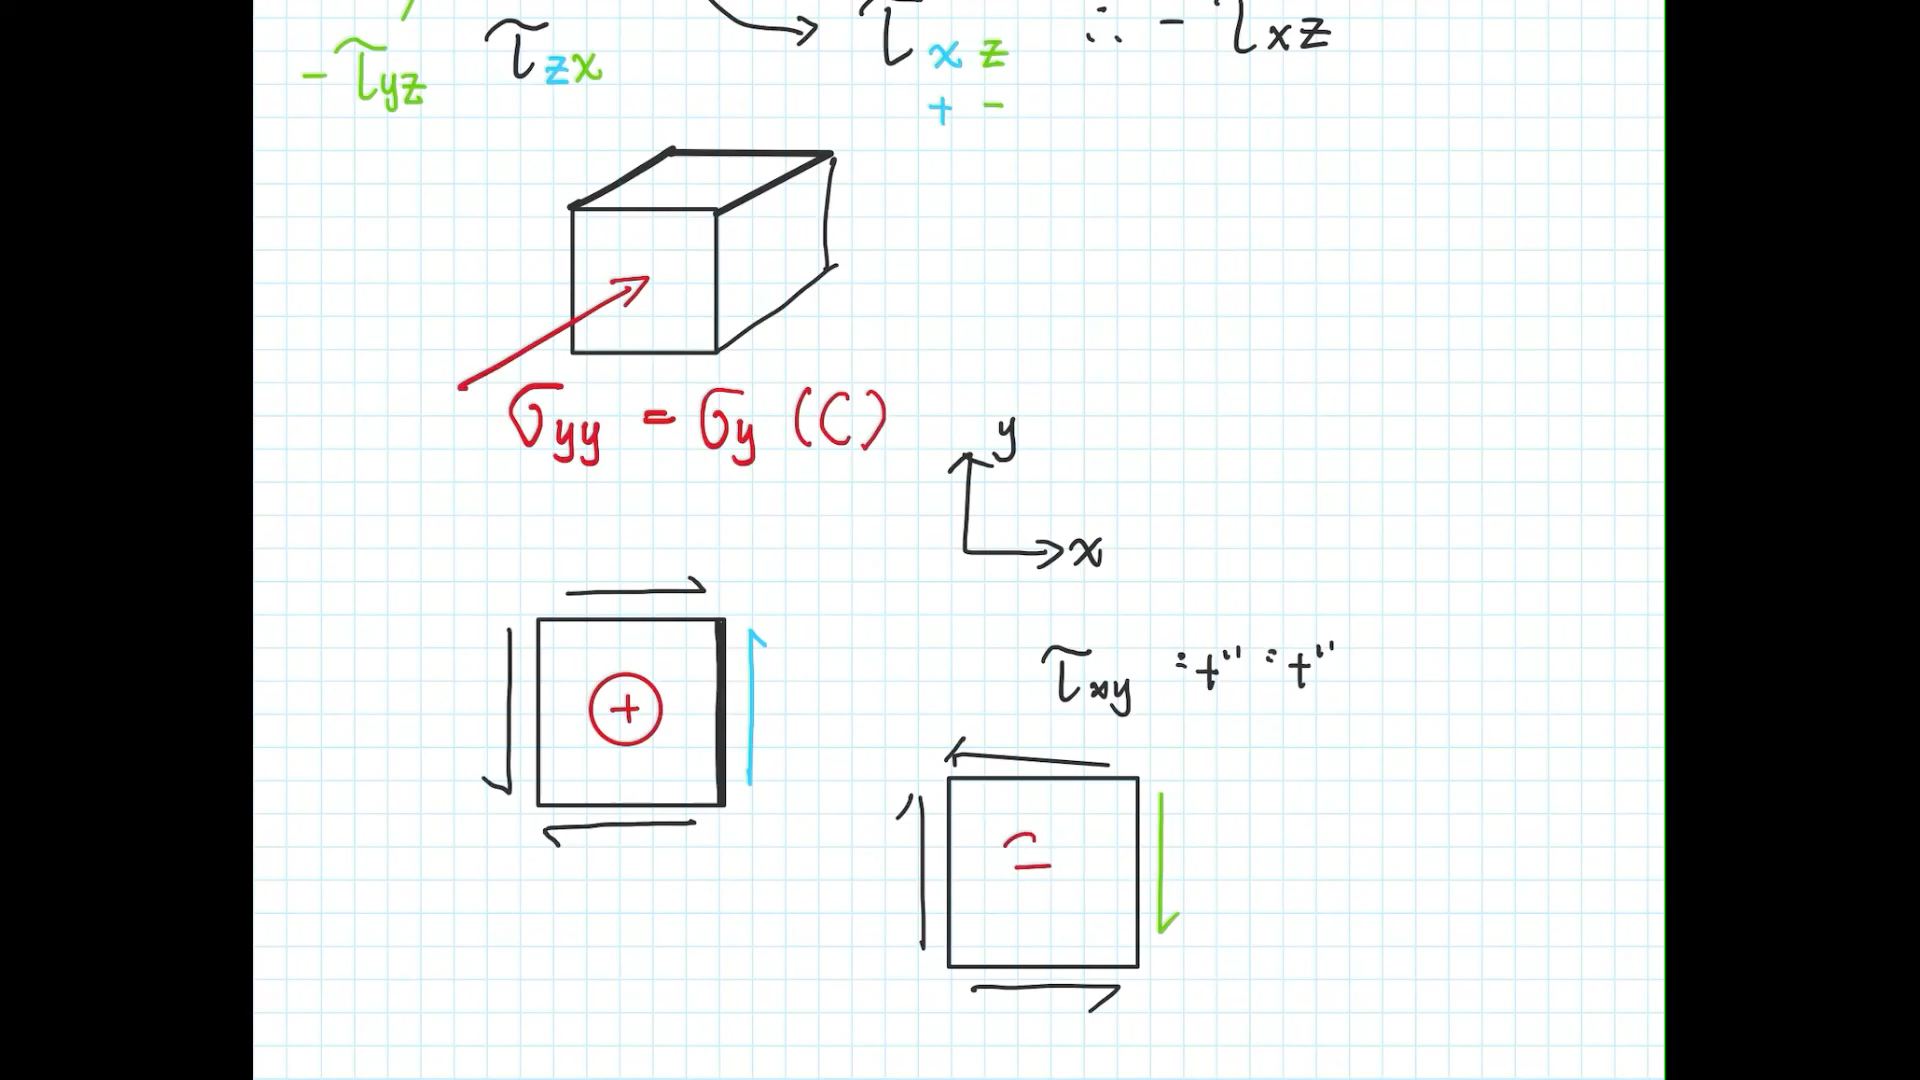 -τyz τzx τxz ∴ -τxz
+ -
σyy = σy (C)
y
x
τxy = +" = +"
+
-